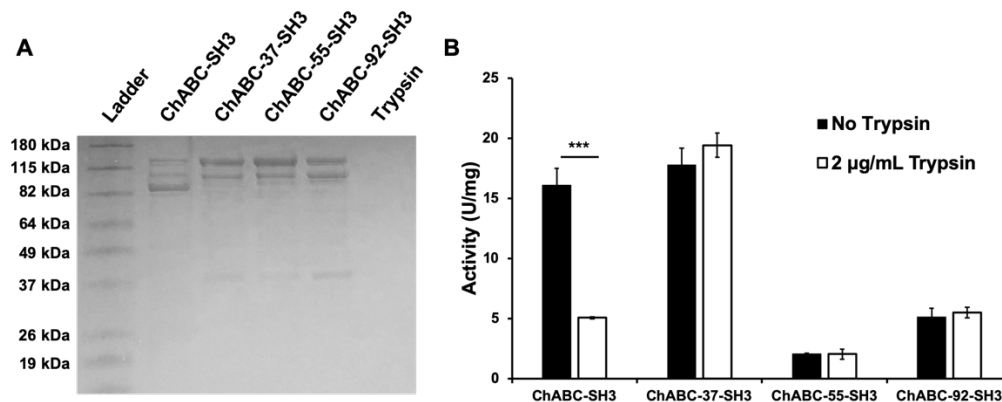 A
Ladder
ChABC-SH3
ChABC-37-SH3
ChABC-55-SH3
ChABC-92-SH3
Trypsin
180 kDa
115 kDa
82 kDa
64 kDa
49 kDa
37 kDa
26 kDa
19 kDa
B
25
20
15
10
5
0
Activity (U/mg)
***
No Trypsin
2 µg/mL Trypsin
ChABC-SH3 ChABC-37-SH3 ChABC-55-SH3 ChABC-92-SH3